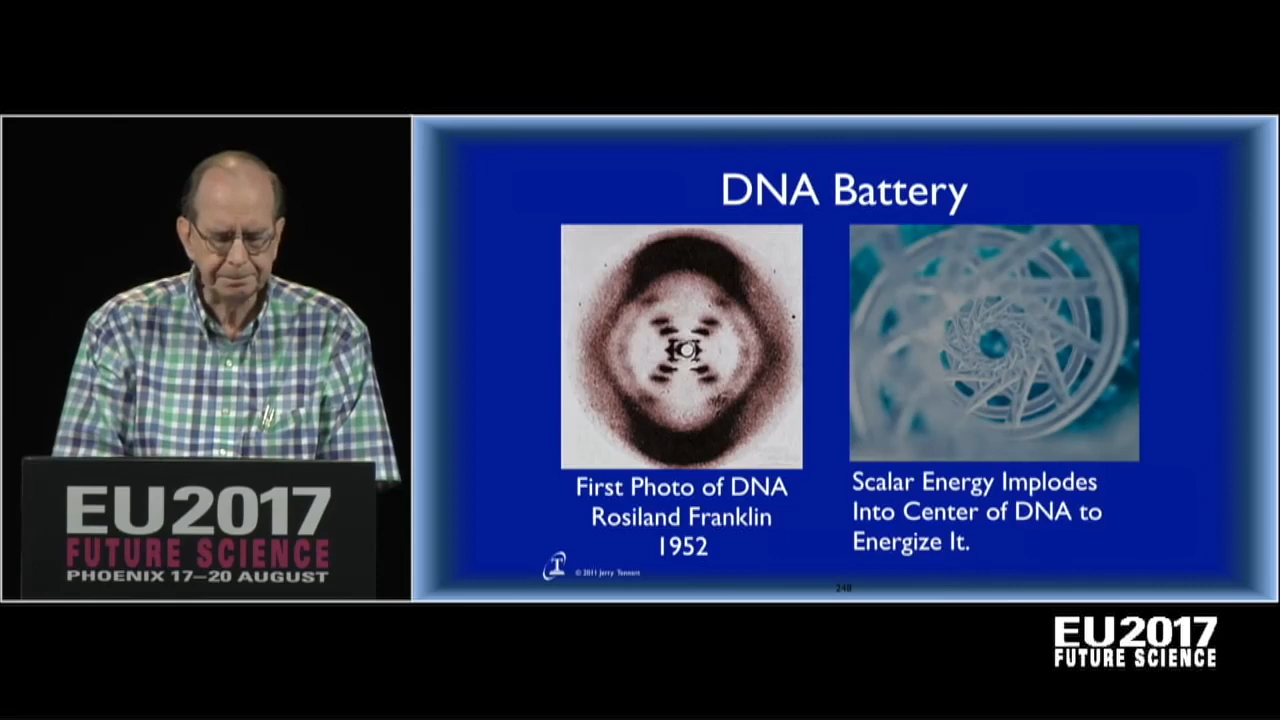 DNA Battery
First Photo of DNA
Rosiland Franklin
1952
Scalar Energy Implodes
Into Center of DNA to
Energize It.
T
© 2011 Jerry Tennant
248
EU2017
FUTURE SCIENCE
PHOENIX 17–20 AUGUST
EU2017
FUTURE SCIENCE